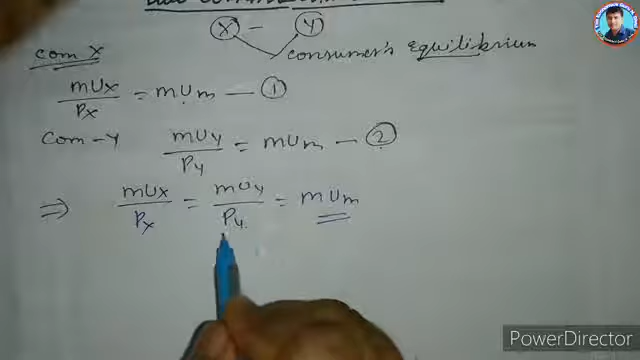 X - Y
Com X
Consumer's equilibrium
MUx/Px = MUm — ①
Com - Y MUy/Py = MUm — ②
⇒ MUx/Px = MUy/Py = MUm
PowerDirector